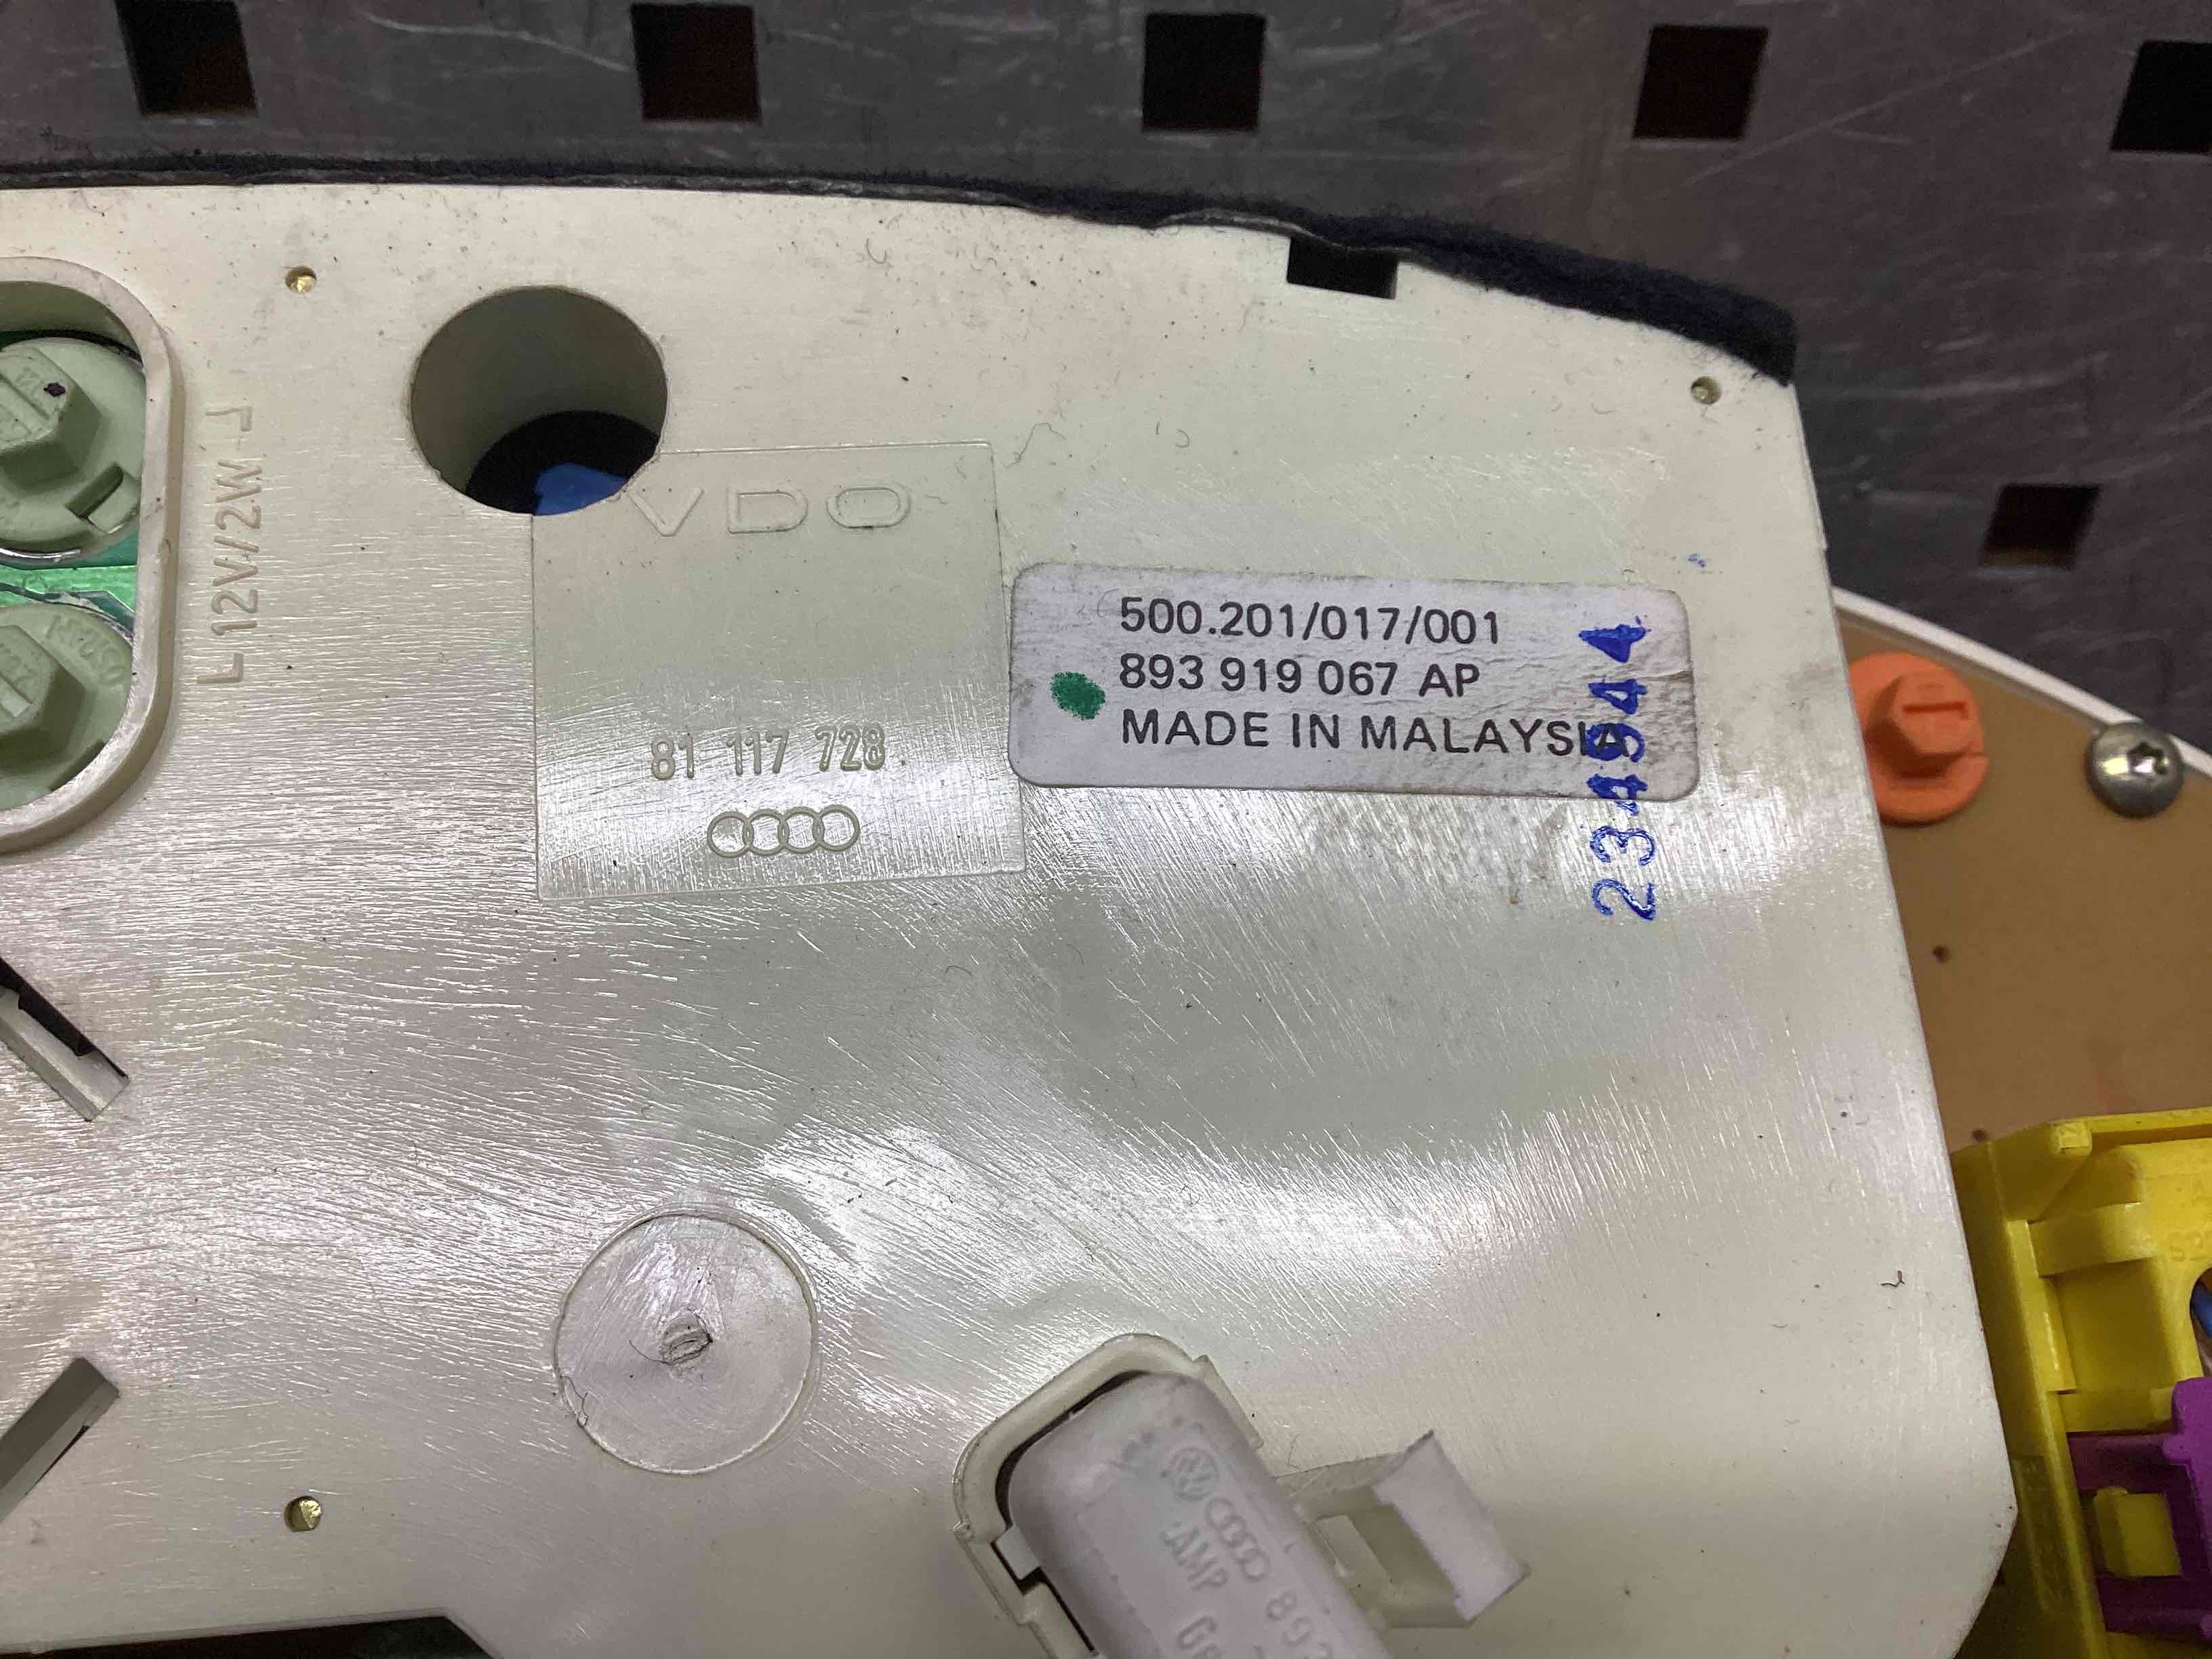 L 12V/2W F
VDO
500.201/017/001
893 919 067 AP
MADE IN MALAYSIA
234944
81 117 728
AMP
893